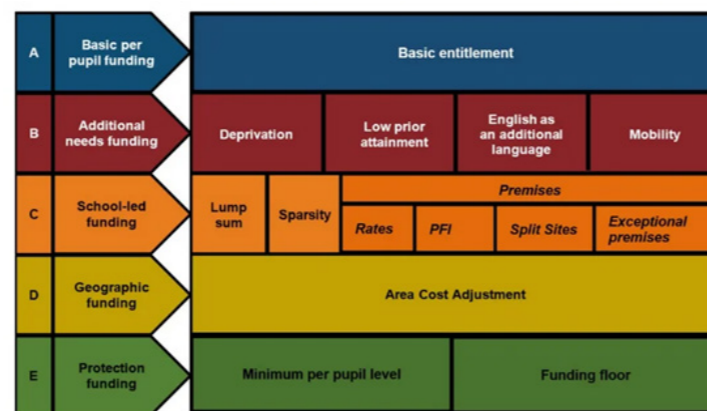 A
Basic per
pupil funding
Basic entitlement
B
Additional
needs funding
Deprivation
Low prior
attainment
English as
an additional
language
Mobility
C
School-led
funding
Lump
sum
Sparsity
Premises
Rates
PFI
Split Sites
Exceptional
premises
D
Geographic
funding
Area Cost Adjustment
E
Protection
funding
Minimum per pupil level
Funding floor